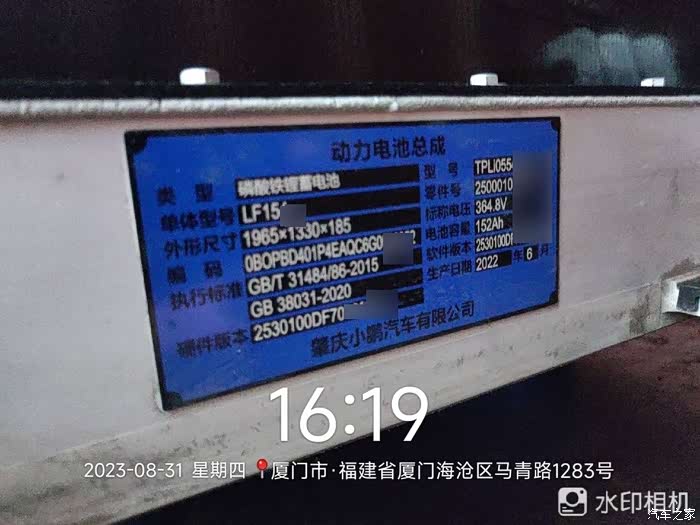 动力电池总成
类 型 磷酸铁锂蓄电池
单体型号 LF15
外形尺寸 1965×1330×185
编 码 0BOPBD401P4EAQC6G0
执行标准 GB/T 31484/86-2015
GB 38031-2020
硬件版本 2530100DF70
型 号 TPLi055
零件号 2500010
标称电压 364.8V
电池容量 152Ah
软件版本 2530100D
生产日期 2022 年 6 月
肇庆小鹏汽车有限公司
16:19
2023-08-31 星期四 厦门市·福建省厦门海沧区马青路1283号
水印相机
汽车之家